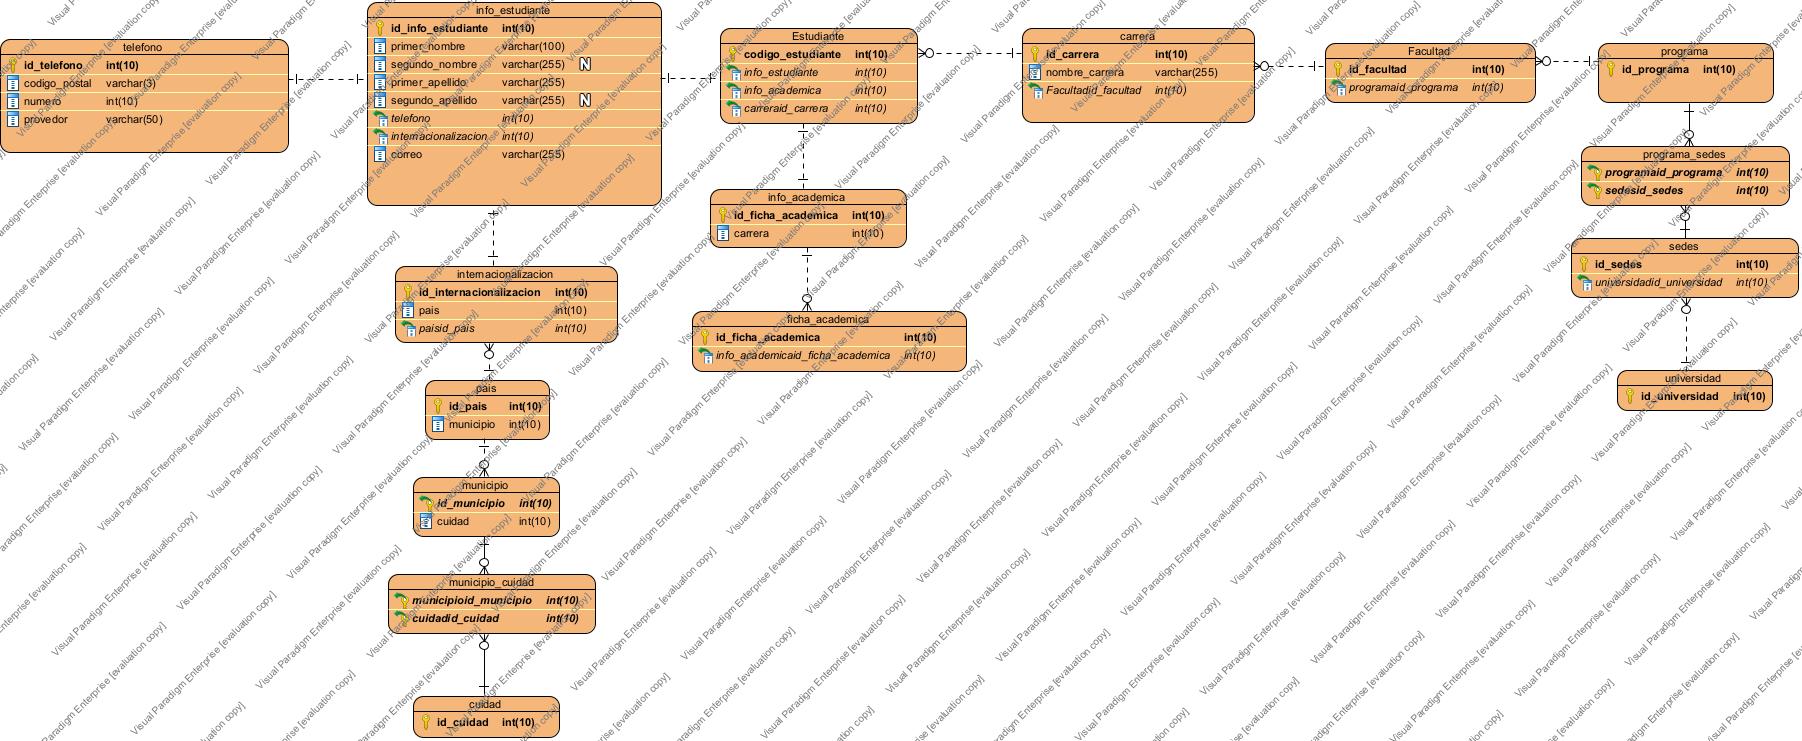 telefono
id_telefono int(10)
codigo_postal varchar(3)
numero int(10)
provedor varchar(50)
info_estudiante
id_info_estudiante int(10)
primer_nombre varchar(100)
segundo_nombre varchar(255) N
primer_apellido varchar(255)
segundo_apellido varchar(255) N
telefono int(10)
internacionalizacion int(10)
correo varchar(255)
Estudiante
codigo_estudiante int(10)
info_estudiante int(10)
info_academica int(10)
carreraid_carrera int(10)
carrera
id_carrera int(10)
nombre_carrera varchar(255)
Facultadid_facultad int(10)
Facultad
id_facultad int(10)
programaid_programa int(10)
programa
id_programa int(10)
programa_sedes
programaid_programa int(10)
sedesid_sedes int(10)
sedes
id_sedes int(10)
universidadid_universidad int(10)
universidad
id_universidad int(10)
info_academica
id_ficha_academica int(10)
carrera int(10)
ficha_academica
id_ficha_academica int(10)
info_academicaid_ficha_academica int(10)
internacionalizacion
id_internacionalizacion int(10)
pais int(10)
paisid_pais int(10)
pais
id_pais int(10)
municipio int(10)
municipio
id_municipio int(10)
cuidad int(10)
municipio_cuidad
municipioid_municipio int(10)
cuidadid_cuidad int(10)
cuidad
id_cuidad int(10)
Visual Paradigm Enterprise [evaluation copy]